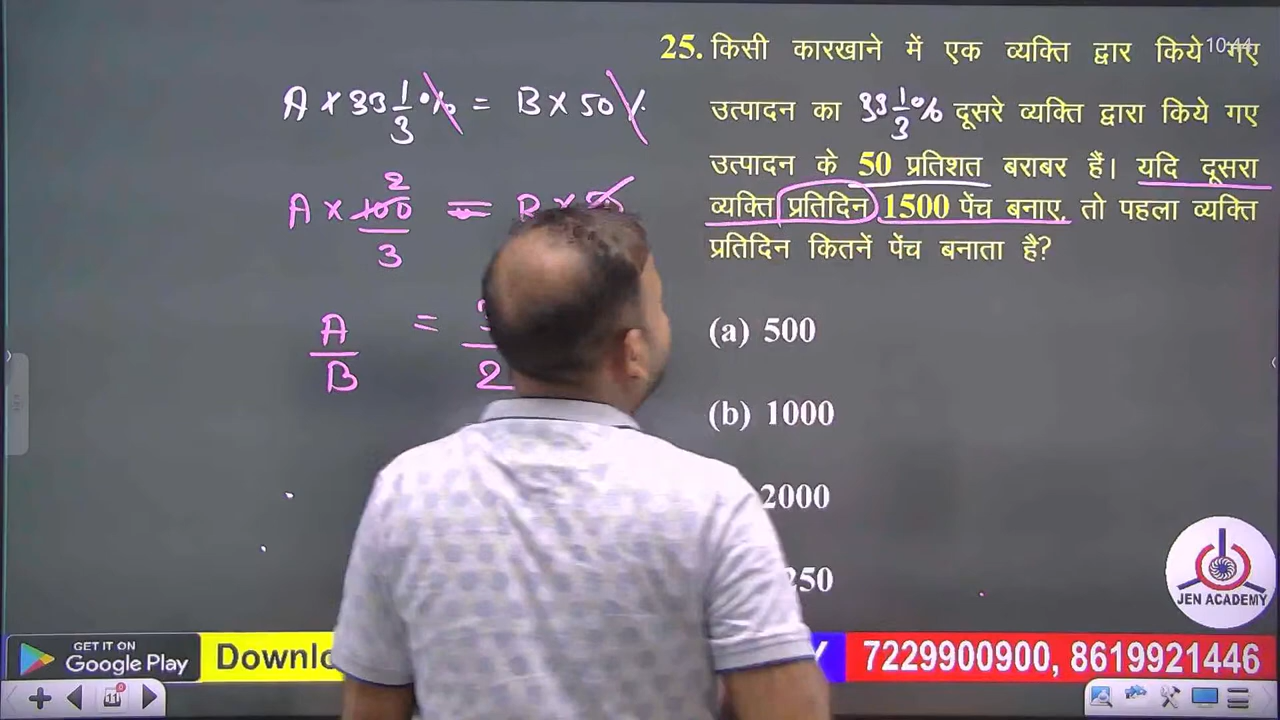 10:44
25. किसी कारखाने में एक व्यक्ति द्वार किये गए
उत्पादन का 33 1/3 % दूसरे व्यक्ति द्वारा किये गए
उत्पादन के 50 प्रतिशत बराबर हैं। यदि दूसरा
व्यक्ति प्रतिदिन 1500 पेंच बनाए, तो पहला व्यक्ति
प्रतिदिन कितनें पेंच बनाता है?
A × 33 1/3 % = B × 50 %
A × 100/3 = B ×
2
A/B =
2
(a) 500
(b) 1000
2000
250
JEN ACADEMY
GET IT ON
Google Play
7229900900, 8619921446
11